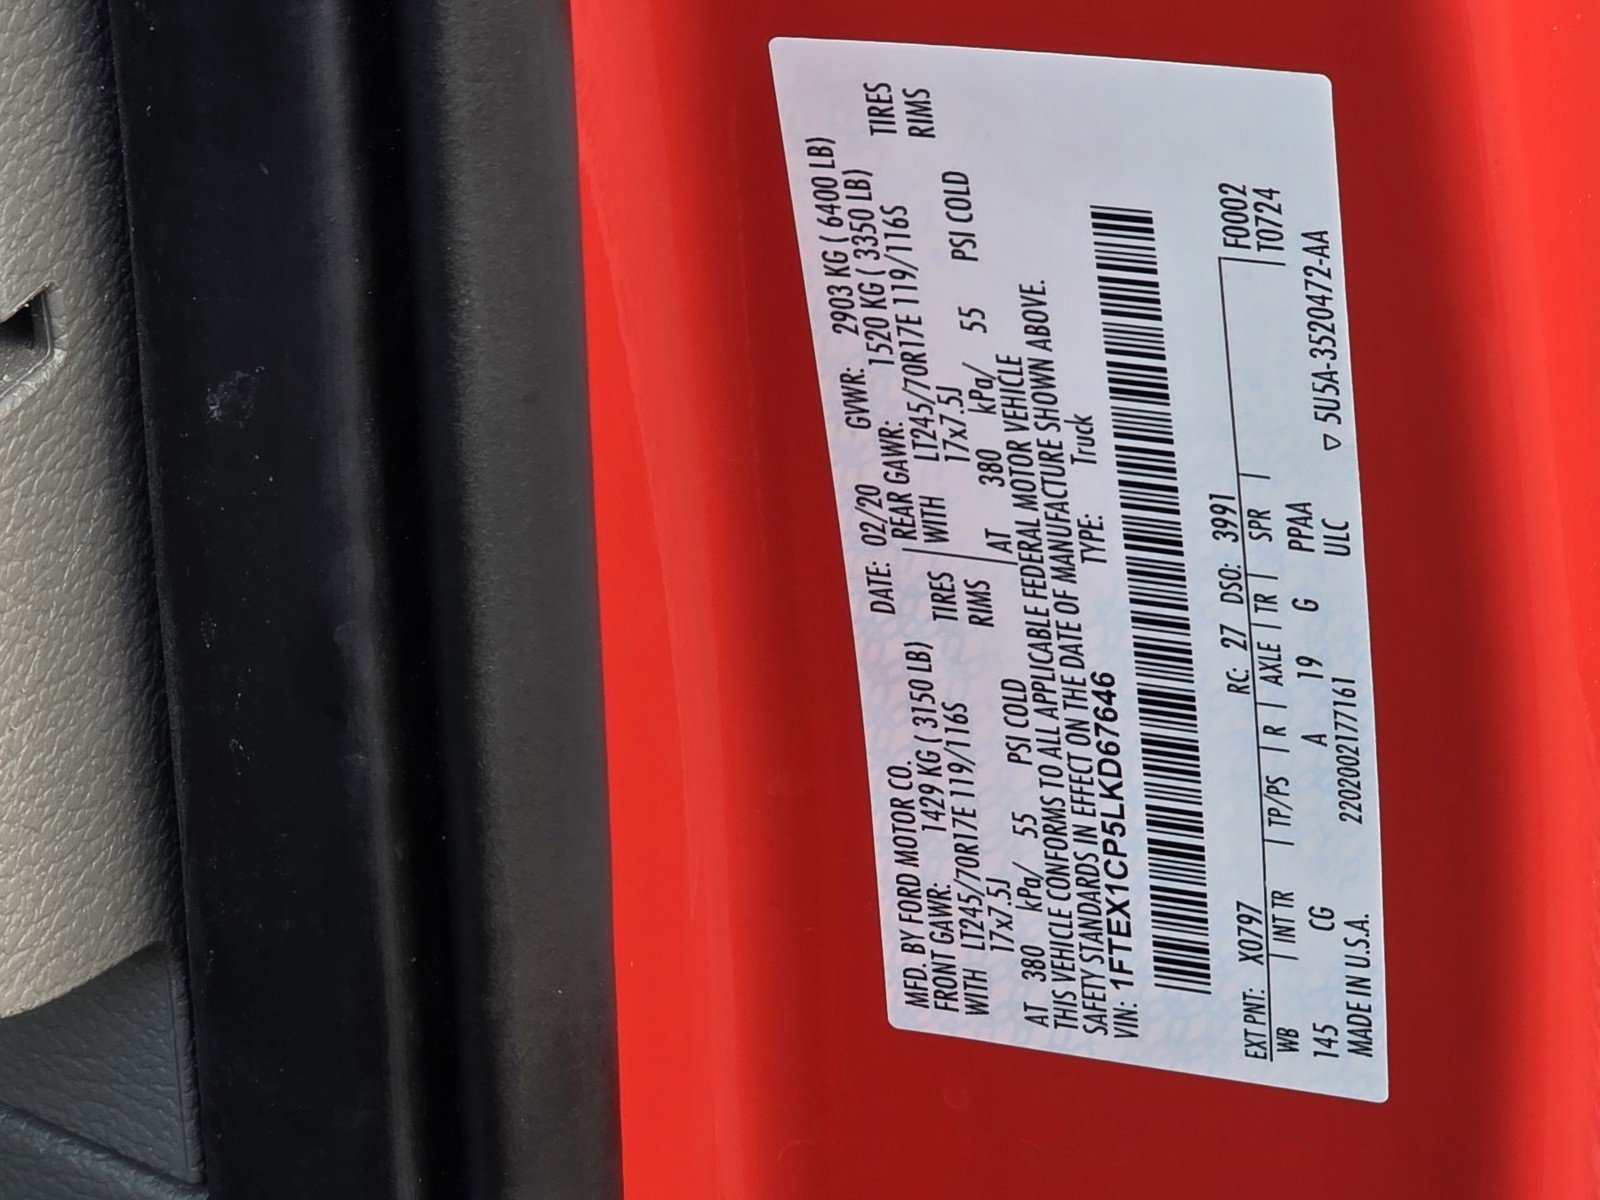 MFD. BY FORD MOTOR CO. DATE: 02/20 GVWR: 2903 KG ( 6400 LB)
FRONT GAWR: 1429 KG ( 3150 LB) REAR GAWR: 1520 KG ( 3350 LB)
WITH LT245/70R17E 119/116S TIRES WITH LT245/70R17E 119/116S TIRES
17x7.5J RIMS 17x7.5J RIMS
AT 380 kPa/ 55 PSI COLD AT 380 kPa/ 55 PSI COLD
THIS VEHICLE CONFORMS TO ALL APPLICABLE FEDERAL MOTOR VEHICLE
SAFETY STANDARDS IN EFFECT ON THE DATE OF MANUFACTURE SHOWN ABOVE.
VIN: 1FTEX1CP5LKD67646 TYPE: Truck
EXT PNT: X0797 RC: 27 DSO: 3991 F0002
WB INT TR TP/PS R AXLE TR SPR T0724
145 CG A 19 G PPAA
MADE IN U.S.A. 2202002177161 ULC ▽ 5U5A-3520472-AA